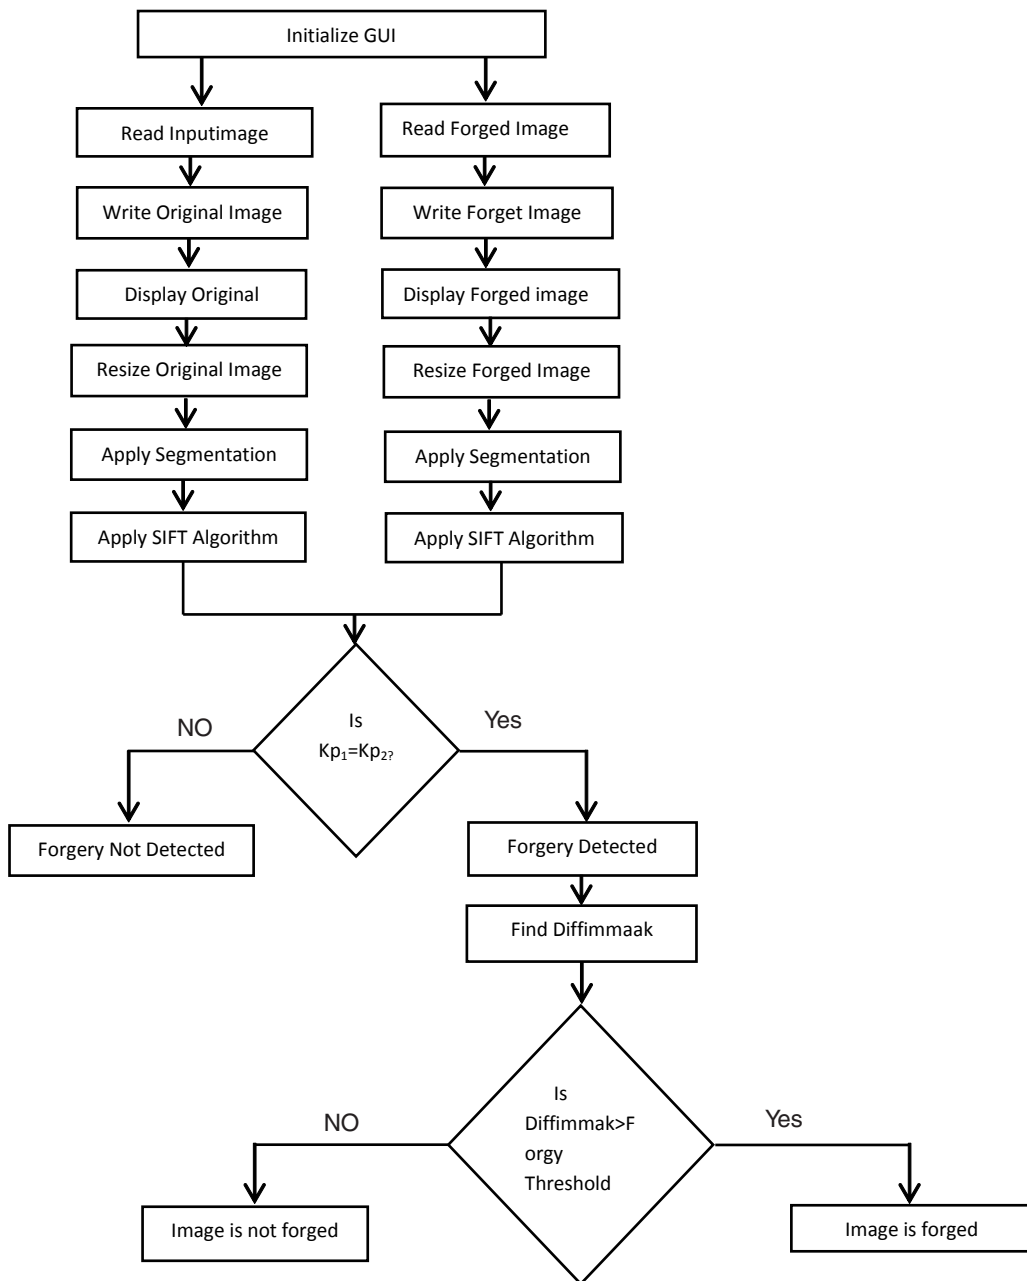 Initialize GUI
Read Inputimage
Read Forged Image
Write Original Image
Write Forget Image
Display Original
Display Forged image
Resize Original Image
Resize Forged Image
Apply Segmentation
Apply Segmentation
Apply SIFT Algorithm
Apply SIFT Algorithm
Is
Kp₁=Kp₂?
NO
Yes
Forgery Not Detected
Forgery Detected
Find Diffimmaak
Is
Diffimmak>F
orgy
Threshold
NO
Yes
Image is not forged
Image is forged